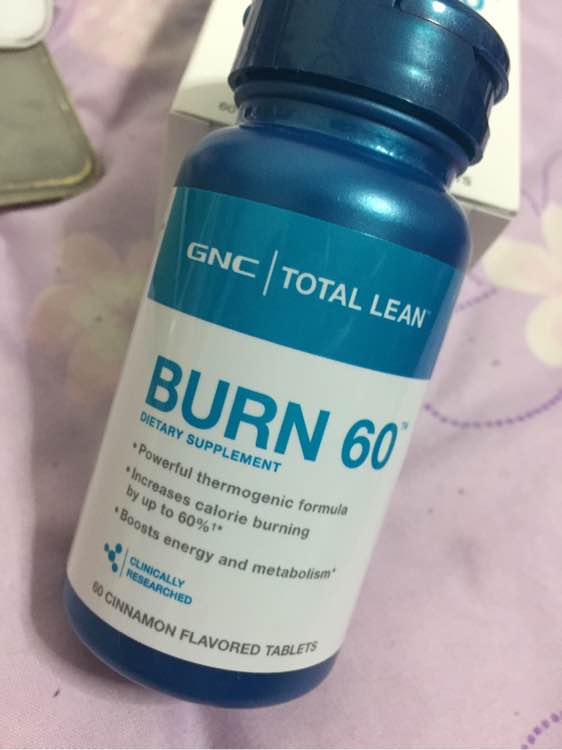 GNC | TOTAL LEAN™
BURN 60™
DIETARY SUPPLEMENT
•Powerful thermogenic formula
•Increases calorie burning
by up to 60%†*
•Boosts energy and metabolism*
CLINICALLY
RESEARCHED
60 CINNAMON FLAVORED TABLETS